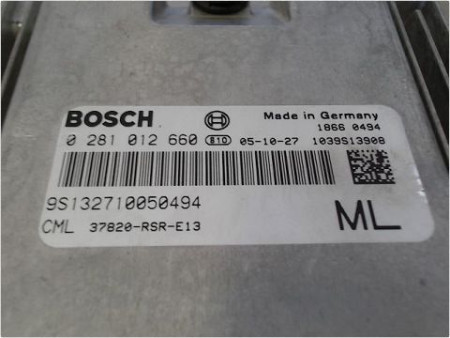 BOSCH Made in Germany
1866 0494
0 281 012 660 810 05-10-27 1039S13908
9S132710050494
CML 37820-RSR-E13 ML